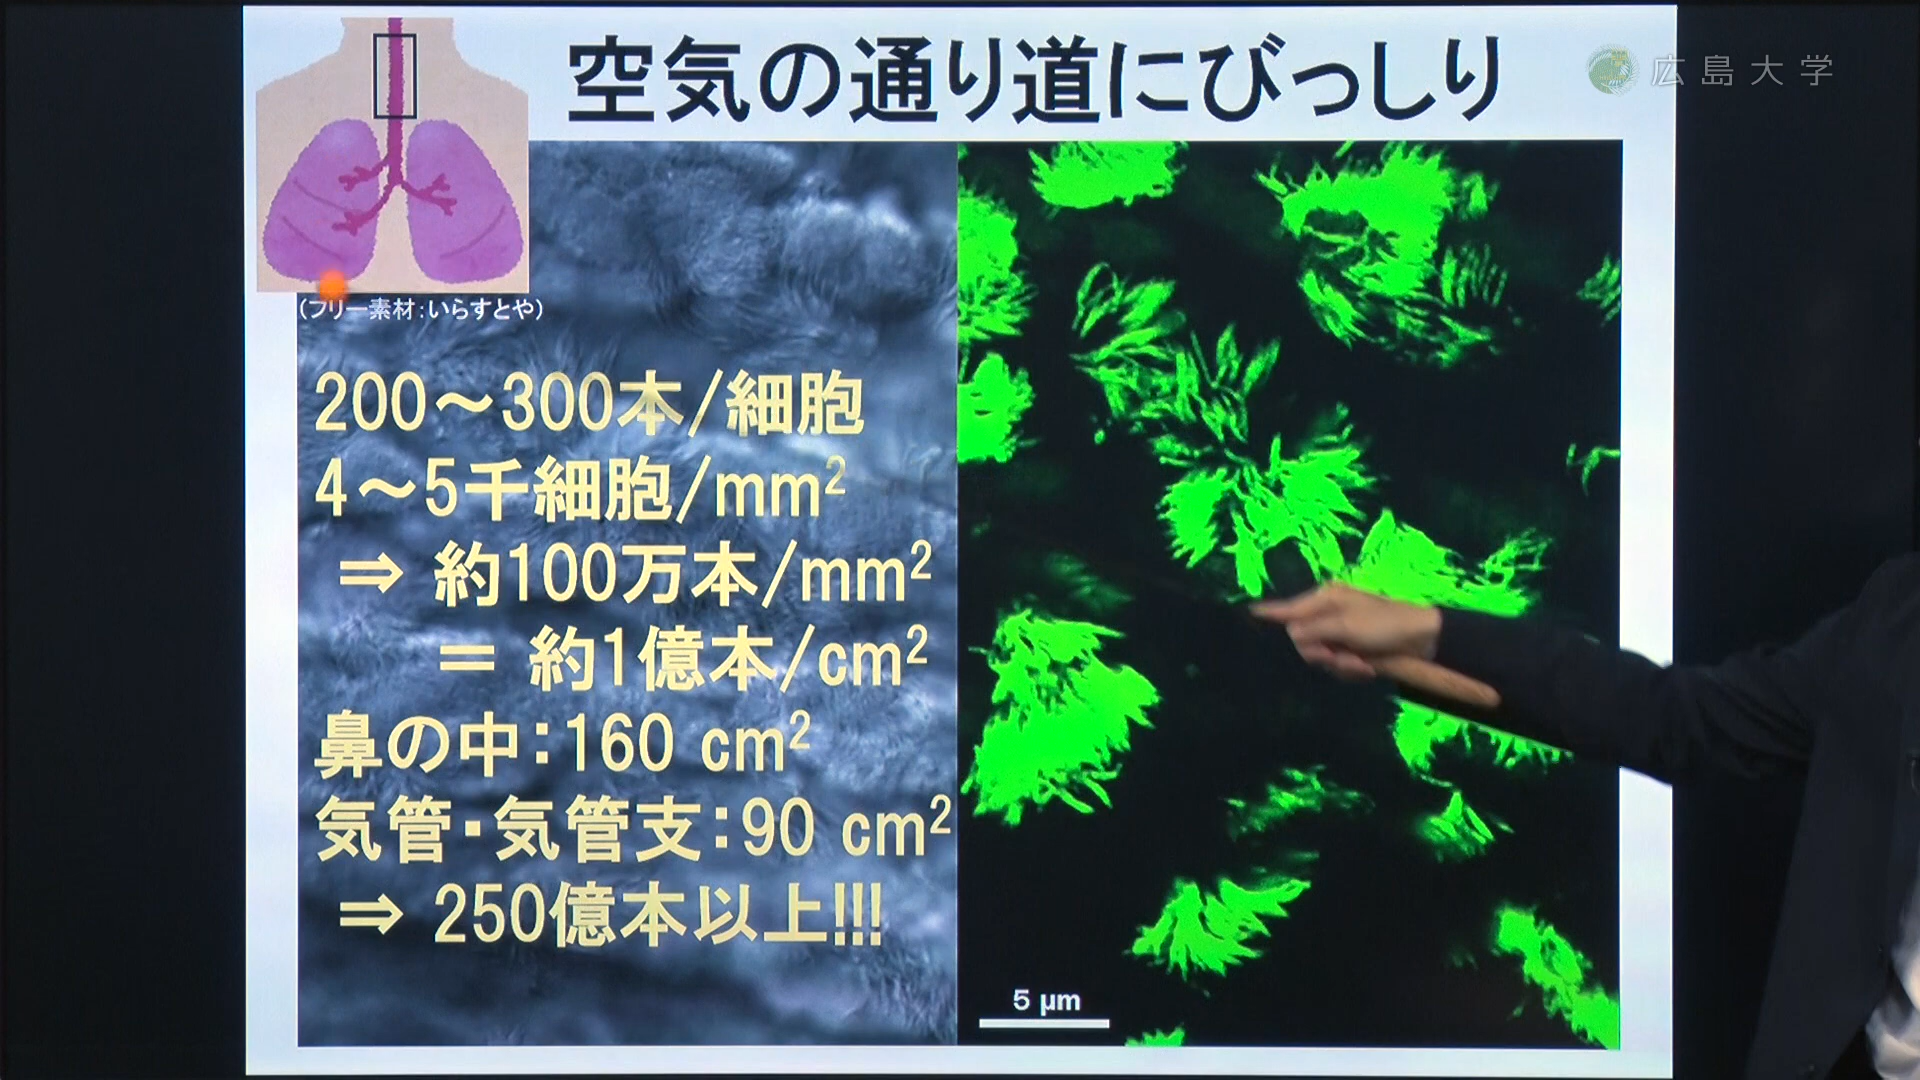 空気の通り道にびっしり
広島大学
(フリー素材:いらすとや)
200～300本/細胞
4～5千細胞/mm²
⇒ 約100万本/mm²
＝ 約1億本/cm²
鼻の中：160 cm²
気管・気管支：90 cm²
⇒ 250億本以上!!!
5 µm